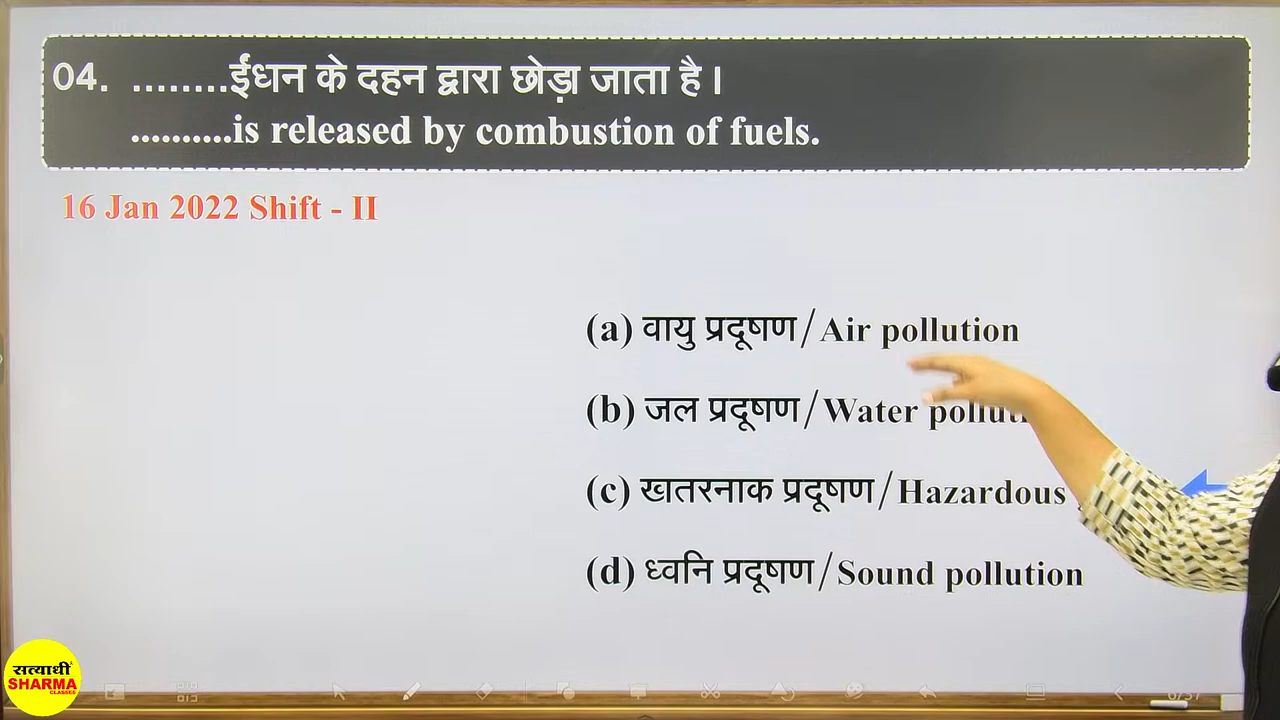 04. ........ईंधन के दहन द्वारा छोड़ा जाता है।
..........is released by combustion of fuels.
16 Jan 2022 Shift - II
(a) वायु प्रदूषण/Air pollution
(b) जल प्रदूषण/Water
(c) खतरनाक प्रदूषण/Hazardous
(d) ध्वनि प्रदूषण/Sound pollution
सत्यार्थी
SHARMA
CLASSES